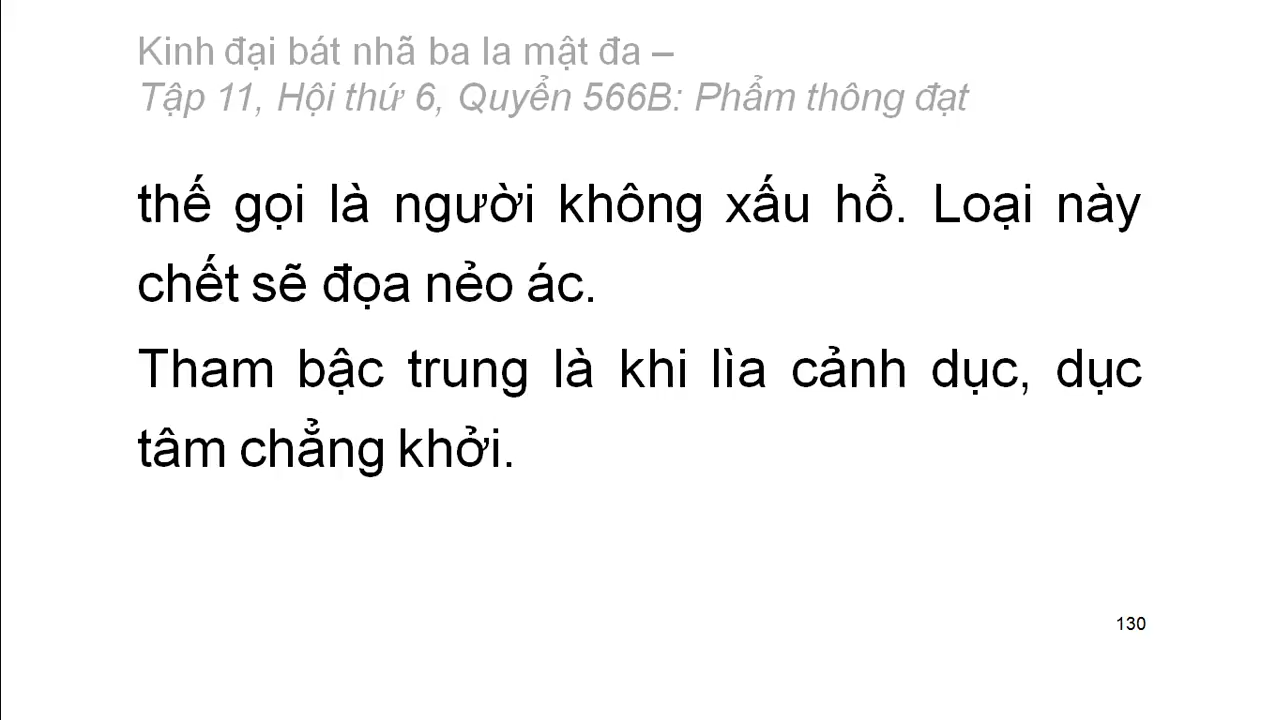 Kinh đại bát nhã ba la mật đa –
Tập 11, Hội thứ 6, Quyển 566B: Phẩm thông đạt
thế gọi là người không xấu hổ. Loại này
chết sẽ đọa nẻo ác.
Tham bậc trung là khi lìa cảnh dục, dục
tâm chẳng khởi.
130